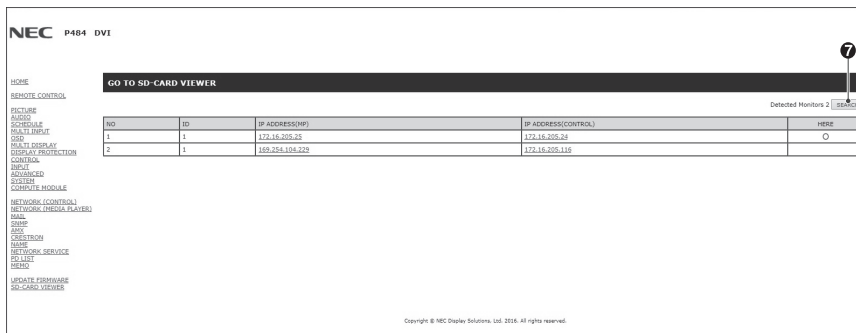 NEC P484 DVI
7
HOME
REMOTE CONTROL
PICTURE
AUDIO
SCHEDULE
MULTI INPUT
OSD
MULTI DISPLAY
DISPLAY PROTECTION
CONTROL
INPUT
ADVANCED
SYSTEM
COMPUTE MODULE
NETWORK (CONTROL)
NETWORK (MEDIA PLAYER)
MAIL
SNMP
AMX
CRESTRON
NAME
NETWORK SERVICE
PD LIST
MEMO
UPDATE FIRMWARE
SD-CARD VIEWER
GO TO SD-CARD VIEWER
Detected Monitors 2 SEARC
NO ID IP ADDRESS(MP) IP ADDRESS(CONTROL) HERE
1 1 172.16.205.25 172.16.205.24 O
2 1 169.254.104.229 172.16.205.116
Copyright © NEC Display Solutions, Ltd. 2016. All rights reserved.